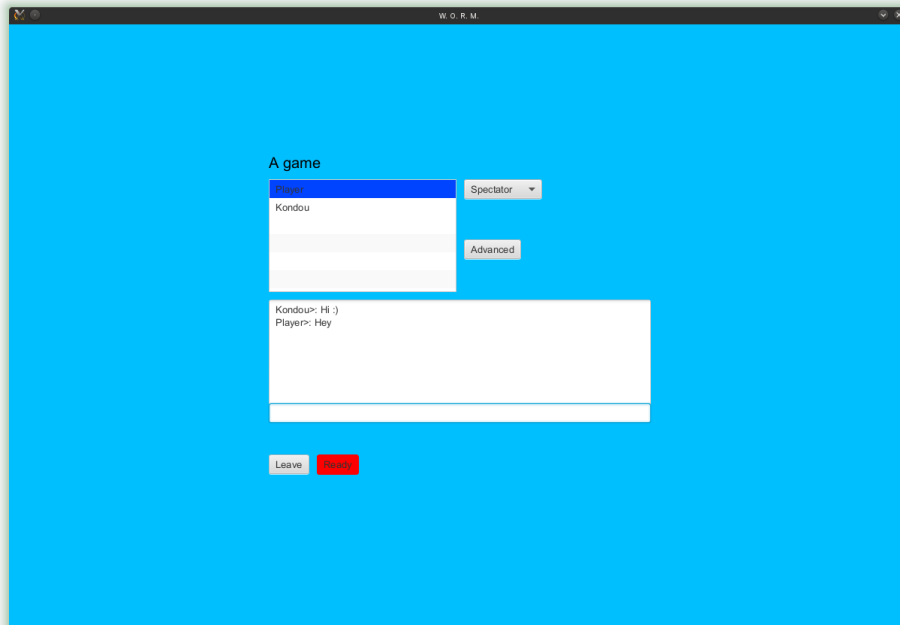 W. O. R. M.
A game
Player
Spectator
Kondou
Advanced
Kondou>: Hi :)
Player>: Hey
Leave
Ready